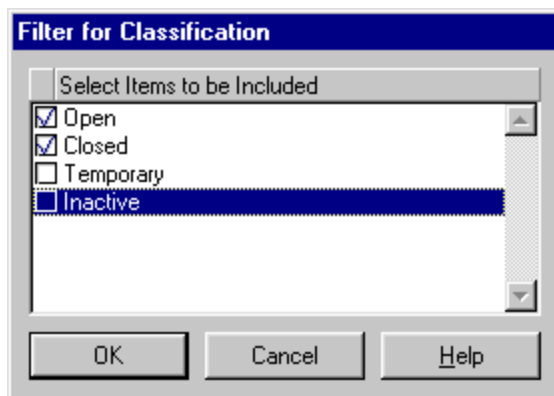 Filter for Classification
Select Items to be Included
Open
Closed
Temporary
Inactive
OK Cancel Help